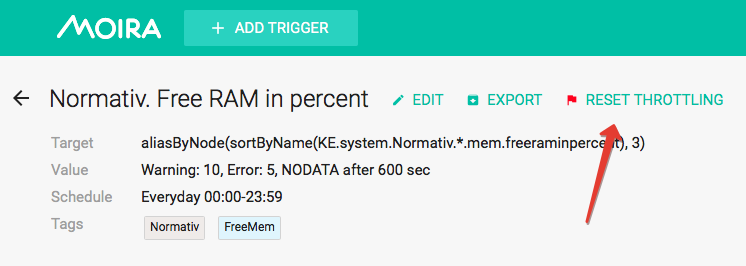 MOIRA
+ ADD TRIGGER
Normativ. Free RAM in percent
EDIT
EXPORT
RESET THROTTLING
Target aliasByNode(sortByName(KE.system.Normativ.*.mem.freeraminpercent), 3)
Value Warning: 10, Error: 5, NODATA after 600 sec
Schedule Everyday 00:00-23:59
Tags Normativ FreeMem